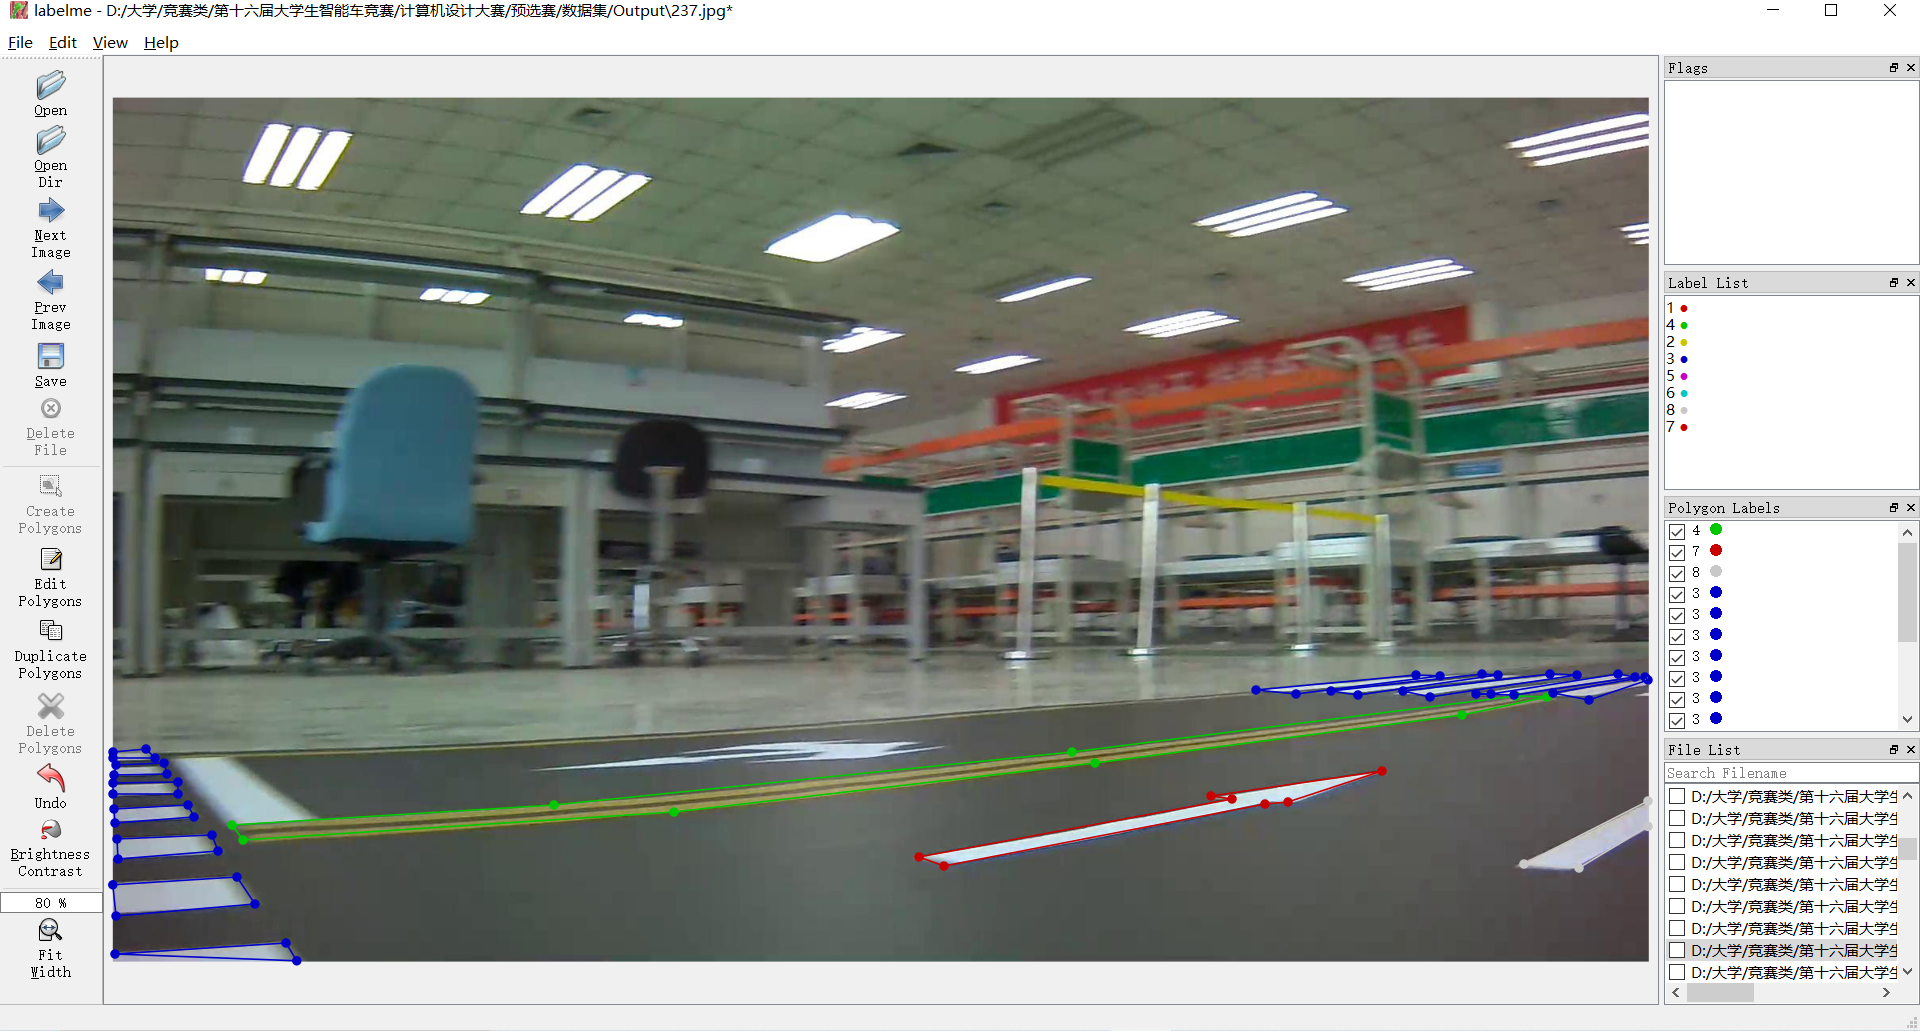 labelme - D:/大学/竞赛类/第十六届大学生智能车竞赛/计算机设计大赛/预选赛/数据集/Output\237.jpg*
File Edit View Help
Open
Open
Dir
Next
Image
Prev
Image
Save
Delete
File
Create
Polygons
Edit
Polygons
Duplicate
Polygons
Delete
Polygons
Undo
Brightness
Contrast
80 %
Fit
Width
Flags
Label List
1
4
2
3
5
6
8
7
Polygon Labels
4
7
8
3
3
3
3
3
3
3
File List
Search Filename
D:/大学/竞赛类/第十六届大学生
D:/大学/竞赛类/第十六届大学生
D:/大学/竞赛类/第十六届大学生
D:/大学/竞赛类/第十六届大学生
D:/大学/竞赛类/第十六届大学生
D:/大学/竞赛类/第十六届大学生
D:/大学/竞赛类/第十六届大学生
D:/大学/竞赛类/第十六届大学生
D:/大学/竞赛类/第十六届大学生